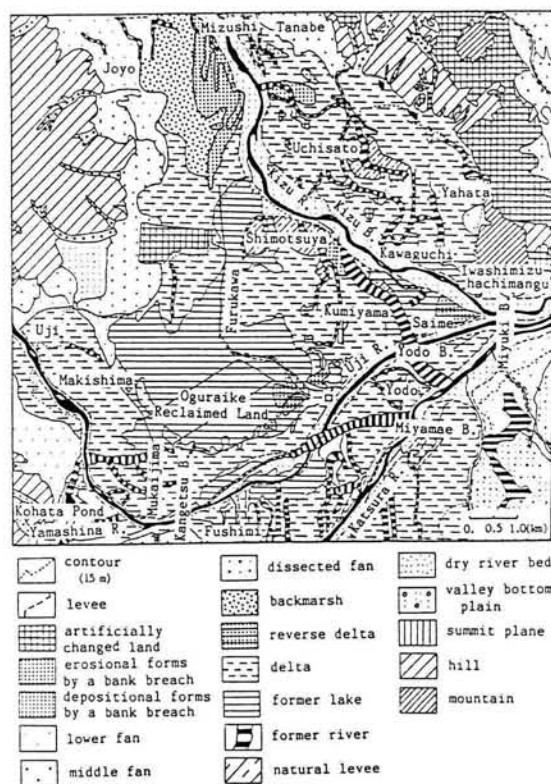 Mizushi
Tanabe
Joyo
Uchisato
Kizu R.
Kizu B.
Yahata
Shimotsuya
Kawaguchi
Iwashimizu-
hachimangu
Furukawa
Kumiyama
Saime
Miyuki B.
Uji
Uji R.
Yodo B.
Makishima
Oguraike
Reclaimed Land
Yodo
Miyamae B.
Mukaijima
Kangetsu B.
Katsura R.
Kohata Pond
Yamashina R.
Fushimi
0. 0.5 1.0(km)
contour
(15 m)
levee
artificially
changed land
erosional forms
by a bank breach
depositional forms
by a bank breach
lower fan
middle fan
dissected fan
backmarsh
reverse delta
delta
former lake
former river
natural levee
dry river bed
valley bottom
plain
summit plane
hill
mountain